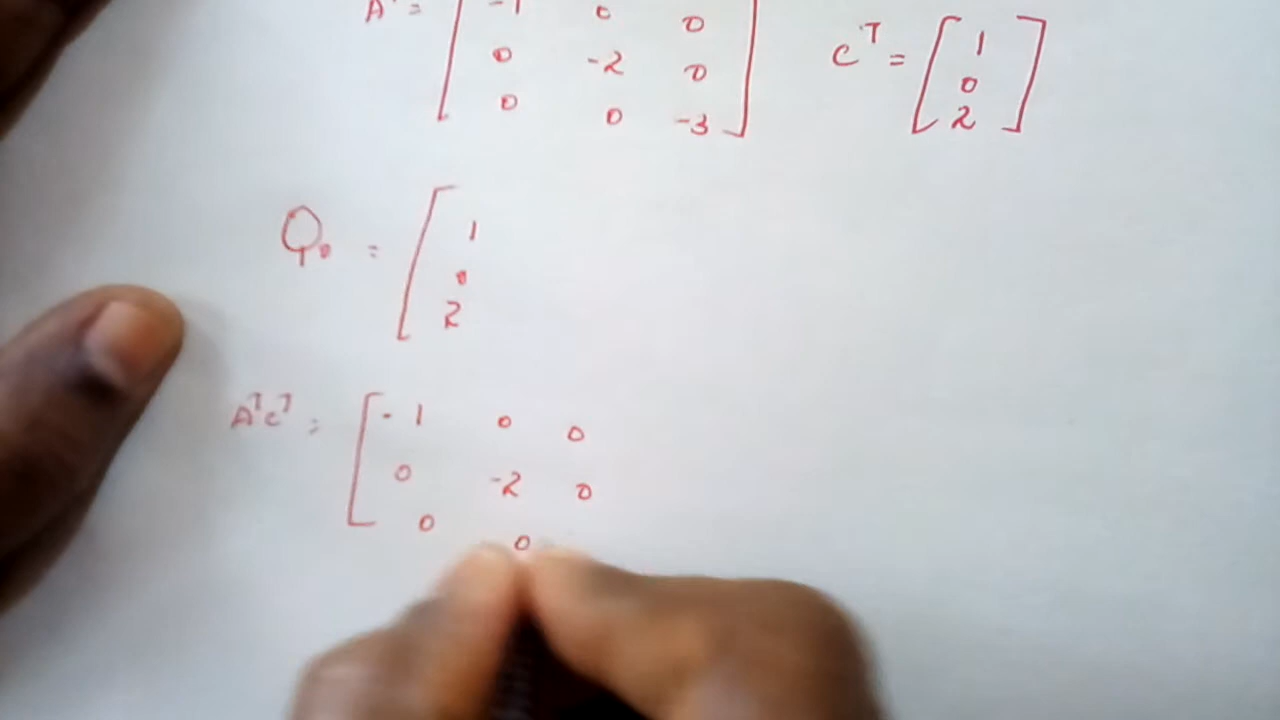 Aᵀ = [ -1 0 0
0 -2 0
0 0 -3 ]
Cᵀ = [ 1
0
2 ]
Q₀ = [ 1
0
2
AᵀCᵀ = [ -1 0 0
0 -2 0
0 0